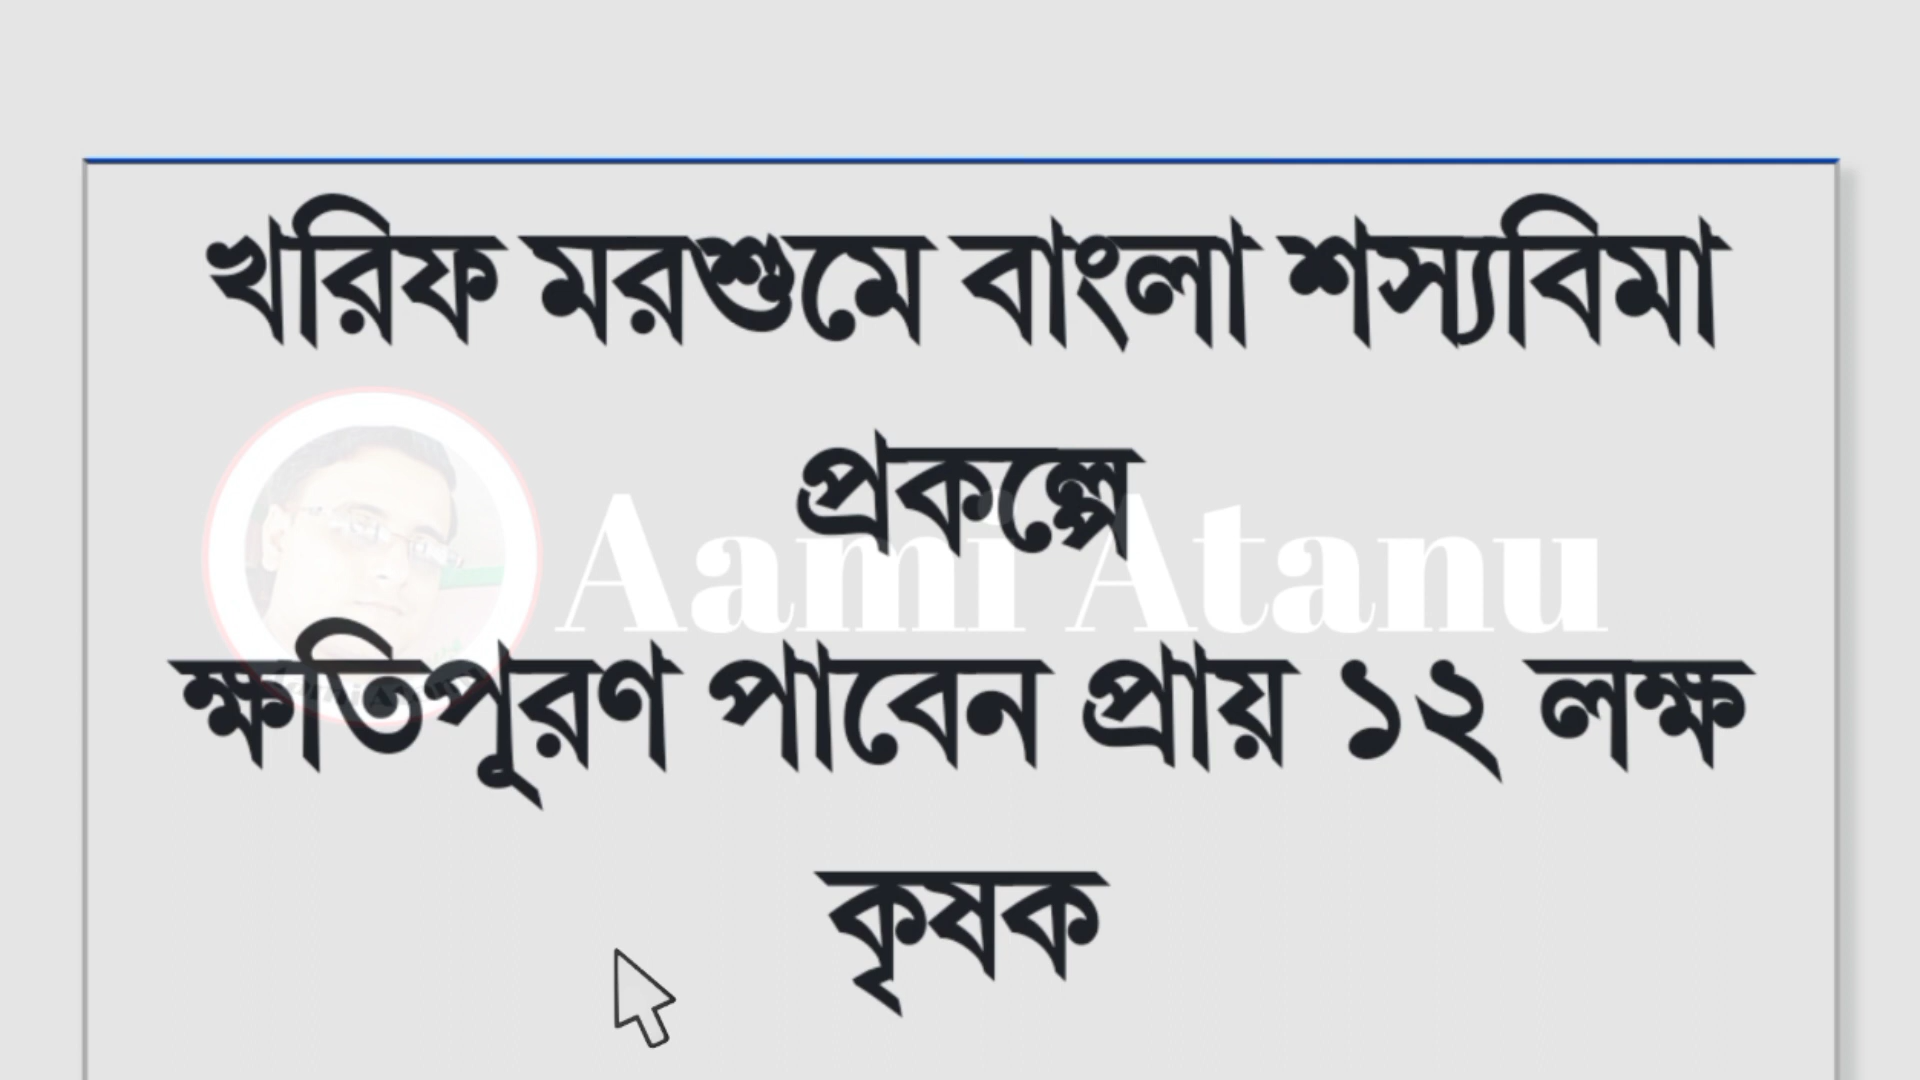 খরিফ মরশুমে বাংলা শস্যবিমা
প্রকল্পে
Aami Atanu
ক্ষতিপূরণ পাবেন প্রায় ১২ লক্ষ
কৃষক